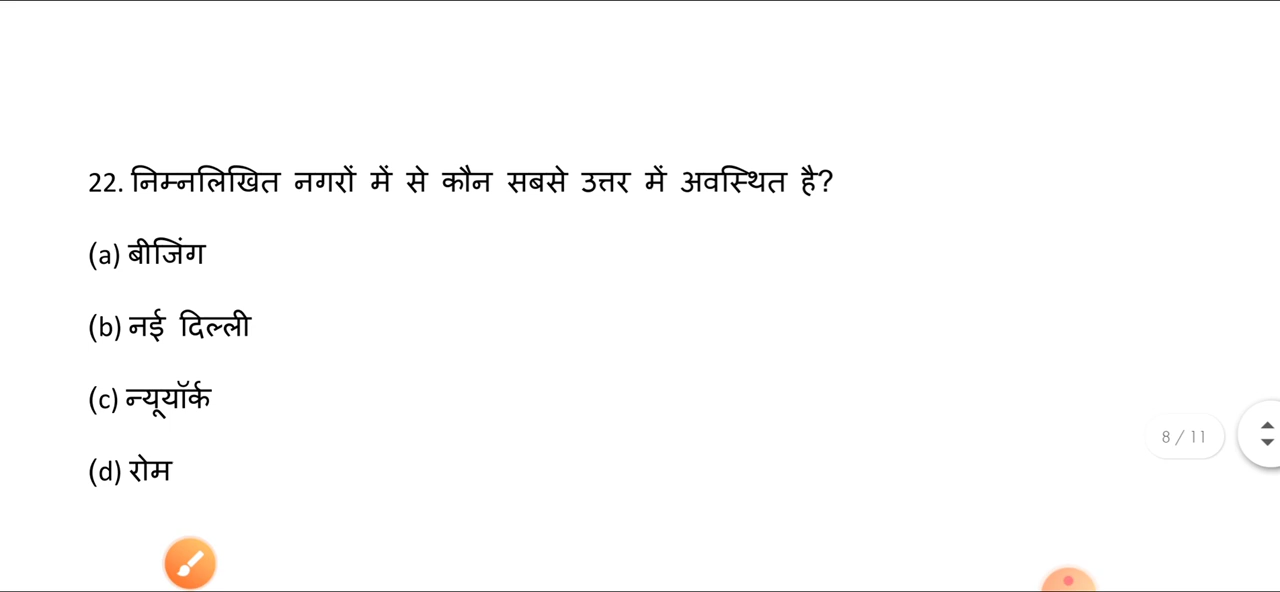 22. निम्नलिखित नगरों में से कौन सबसे उत्तर में अवस्थित है?
(a) बीजिंग
(b) नई दिल्ली
(c) न्यूयॉर्क
8 / 11
(d) रोम